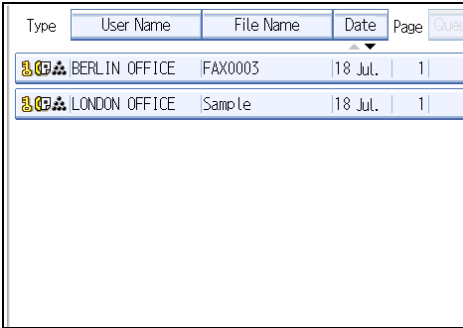 Type User Name File Name Date Page Queu
BERLIN OFFICE FAX0003 18 Jul. 1
LONDON OFFICE Sample 18 Jul. 1